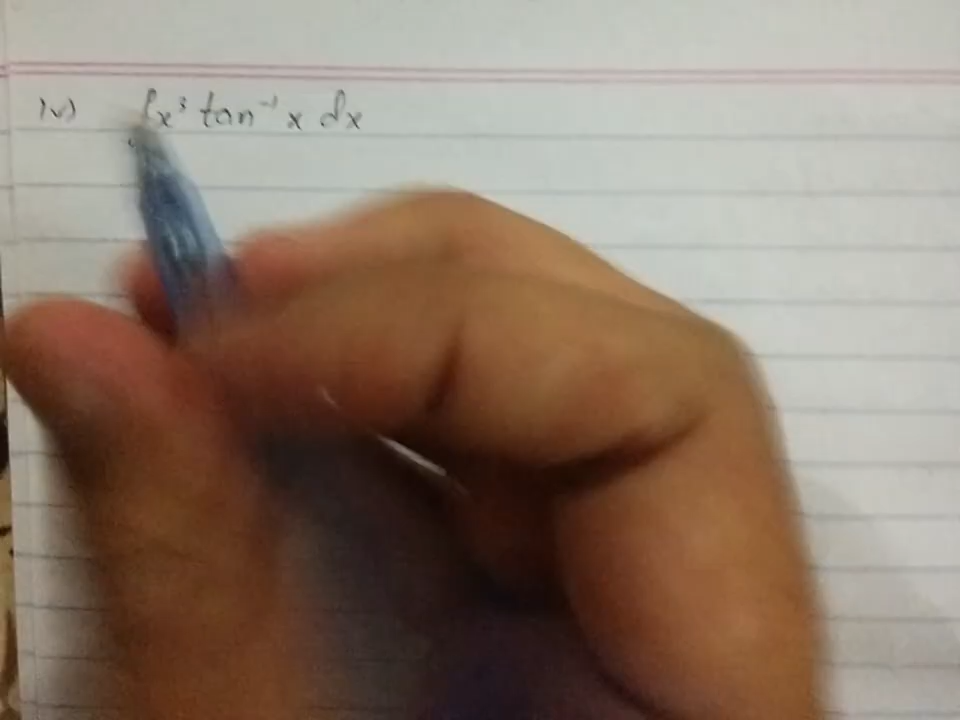 iv) ∫x³ tan⁻¹ x dx